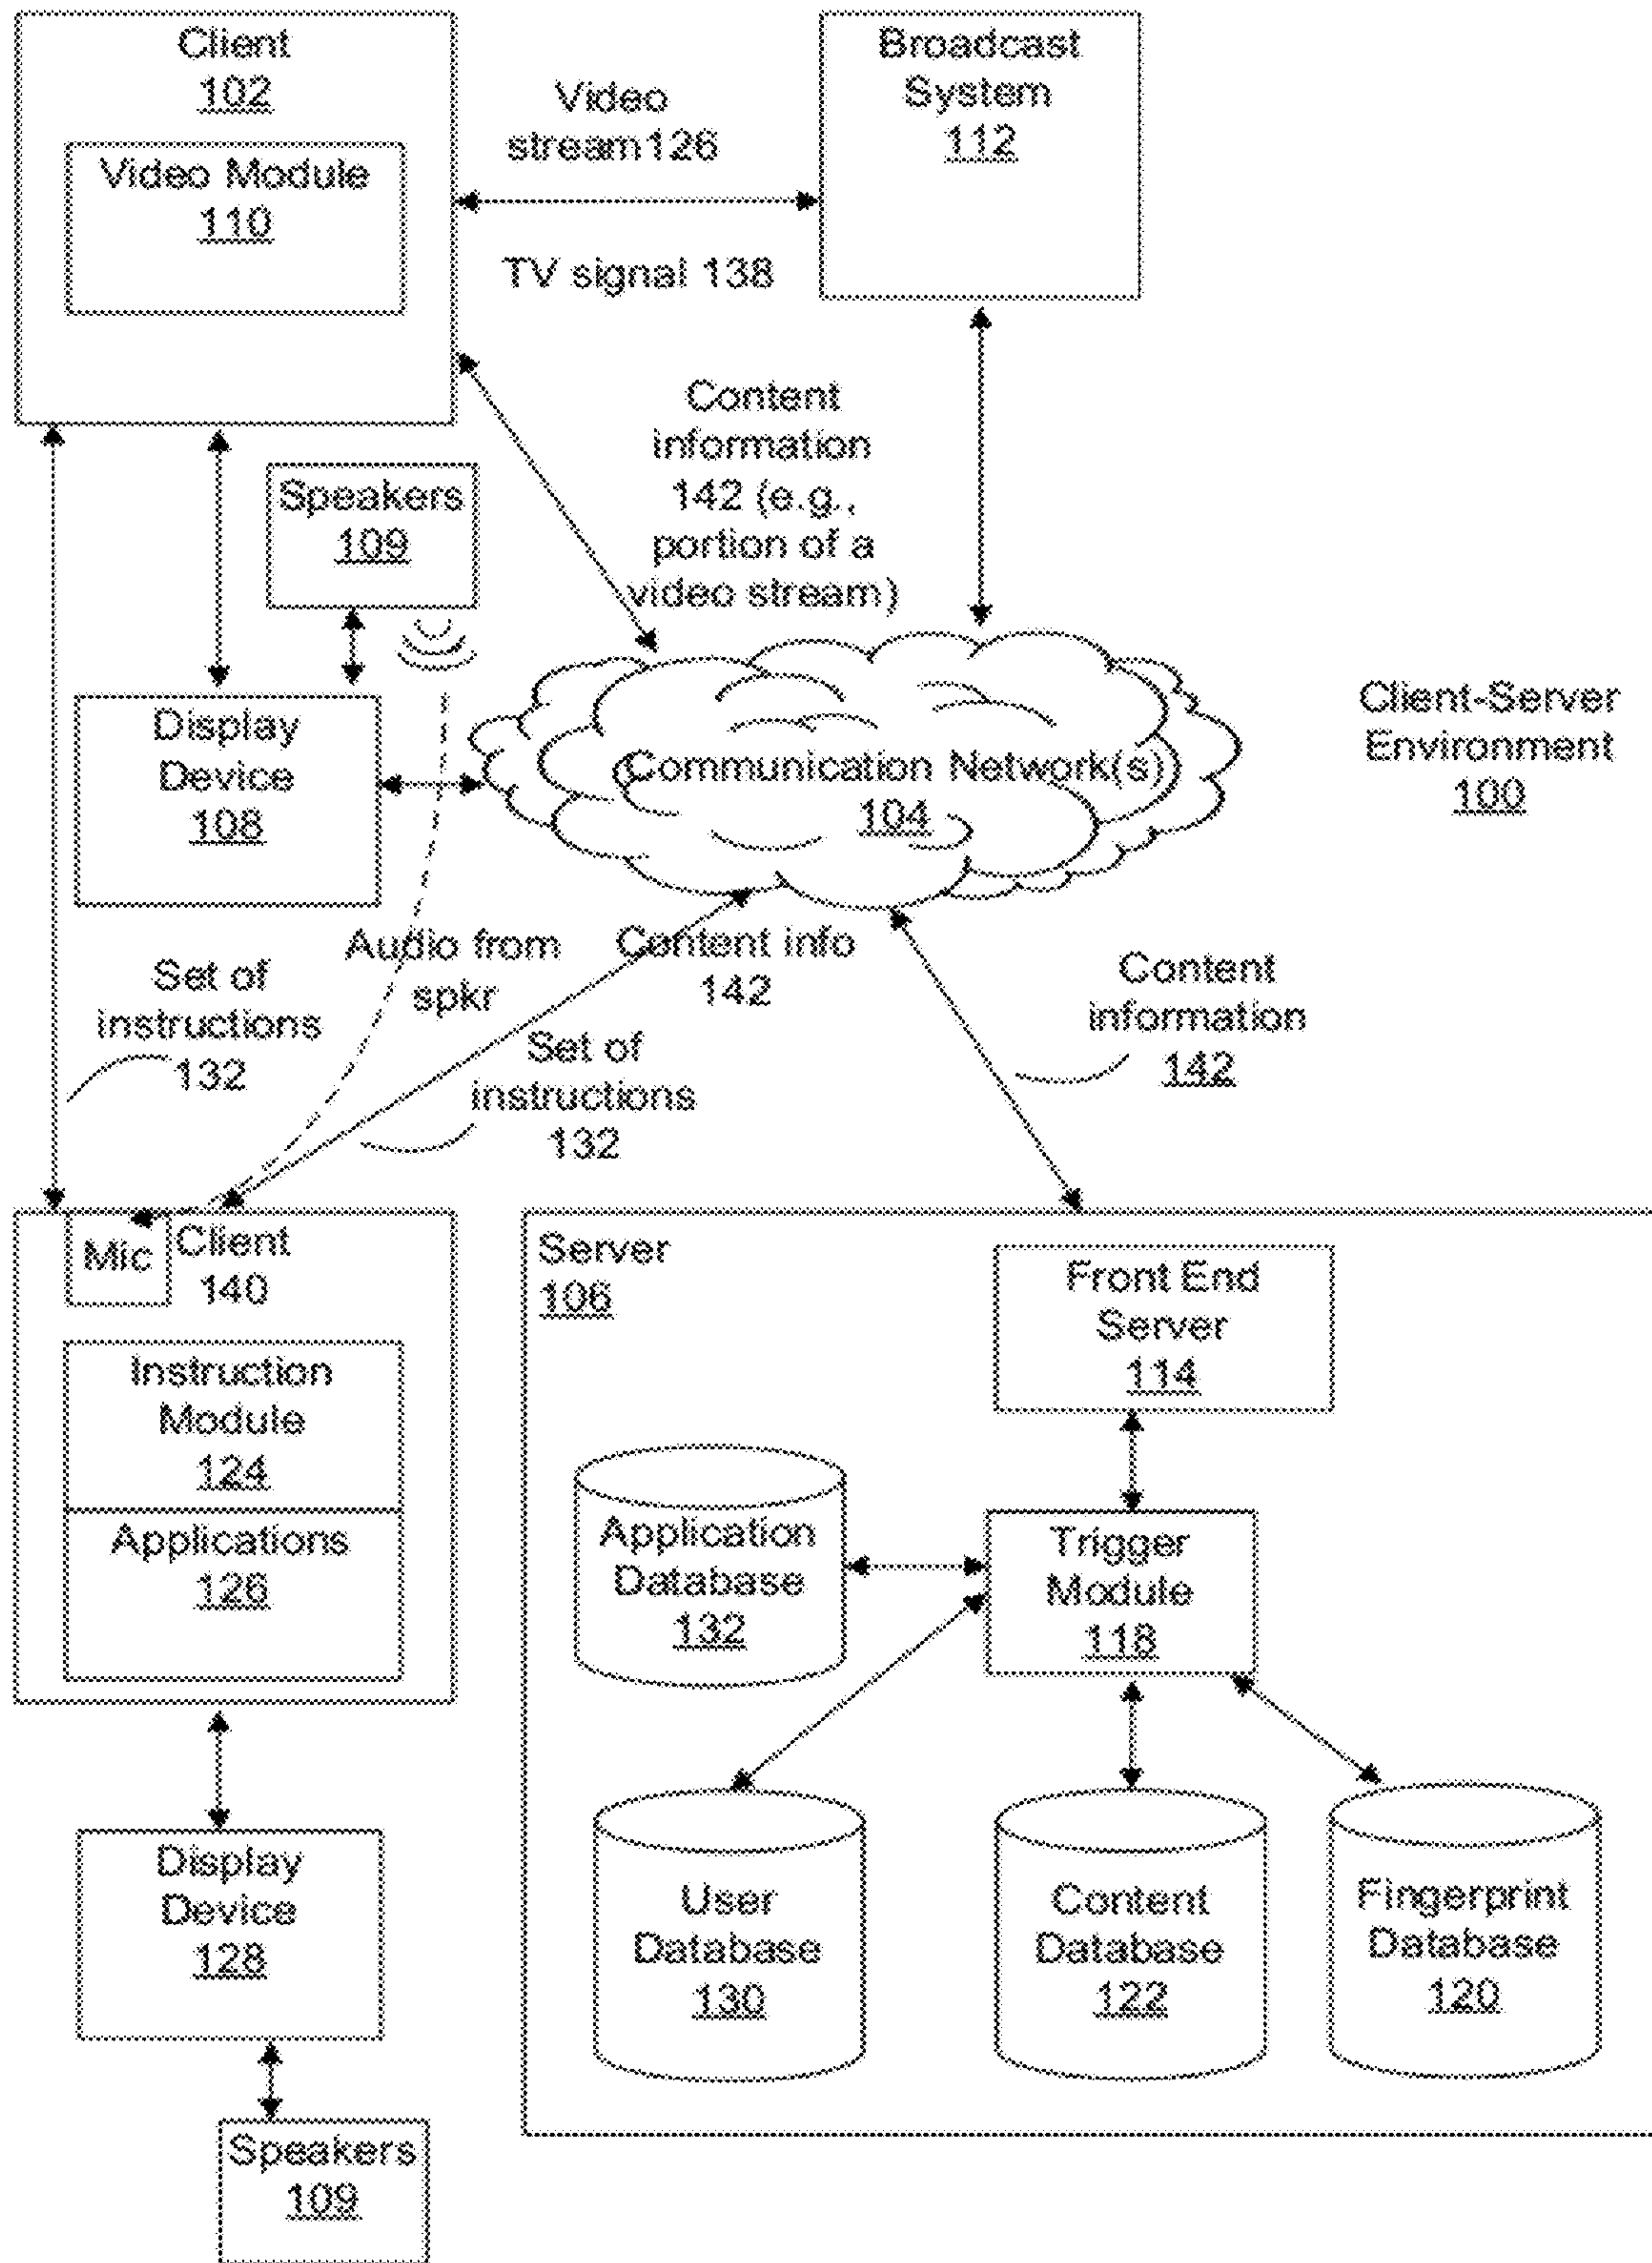 Client
102
Video Module
110
Video
stream126
TV signal 138
Broadcast
System
112
Content
information
142 (e.g.,
portion of a
video stream)
Speakers
109
Display
Device
108
Communication Network(s)
104
Client-Server
Environment
100
Set of
instructions
132
Audio from
spkr
Content info
142
Set of
instructions
132
Content
information
142
Mic
Client
140
Instruction
Module
124
Applications
126
Display
Device
128
Speakers
109
Server
106
Front End
Server
114
Application
Database
132
Trigger
Module
118
User
Database
130
Content
Database
122
Fingerprint
Database
120